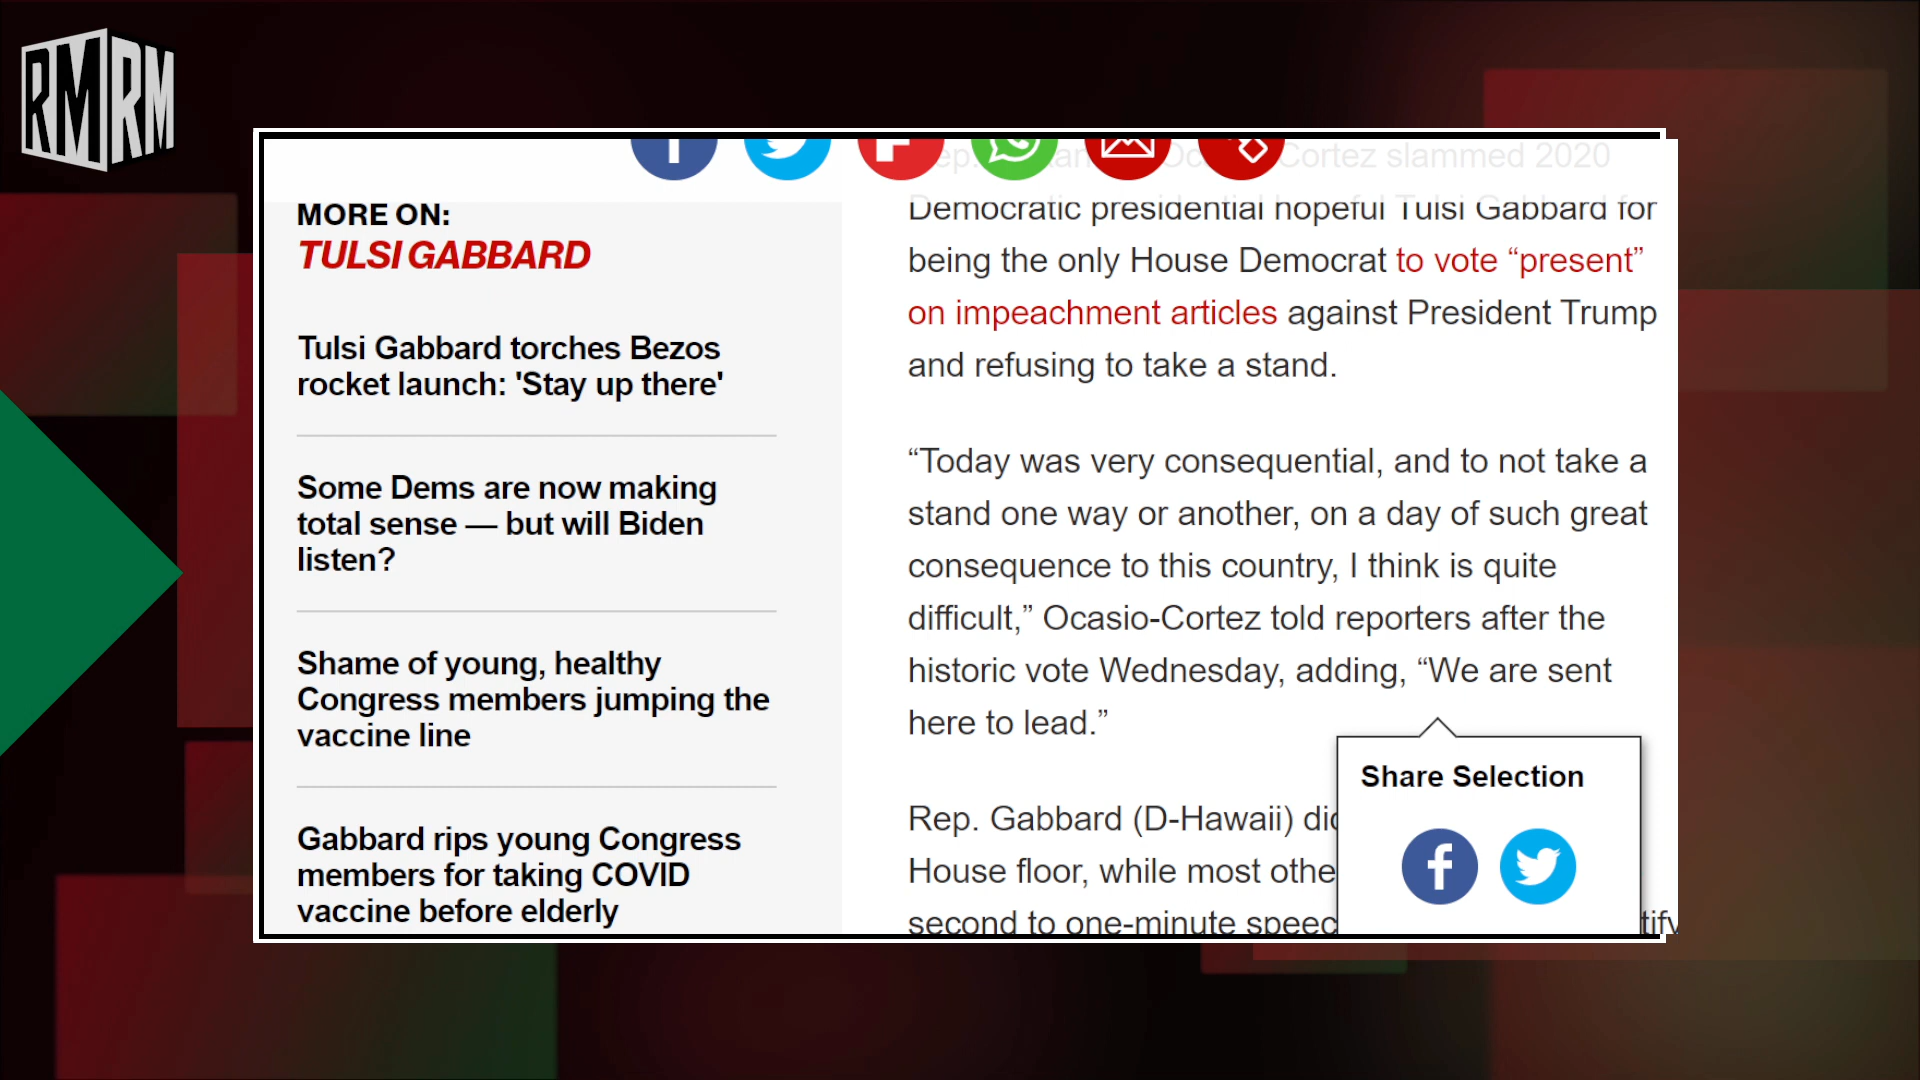 RMRM
MORE ON:
TULSI GABBARD
Tulsi Gabbard torches Bezos
rocket launch: 'Stay up there'
Some Dems are now making
total sense — but will Biden
listen?
Shame of young, healthy
Congress members jumping the
vaccine line
Gabbard rips young Congress
members for taking COVID
vaccine before elderly
Cortez slammed 2020
Democratic presidential hopeful Tulsi Gabbard for
being the only House Democrat to vote “present”
on impeachment articles against President Trump
and refusing to take a stand.
“Today was very consequential, and to not take a
stand one way or another, on a day of such great
consequence to this country, I think is quite
difficult,” Ocasio-Cortez told reporters after the
historic vote Wednesday, adding, “We are sent
here to lead.”
Rep. Gabbard (D-Hawaii)
House floor, while most
second to one-minute
Share Selection